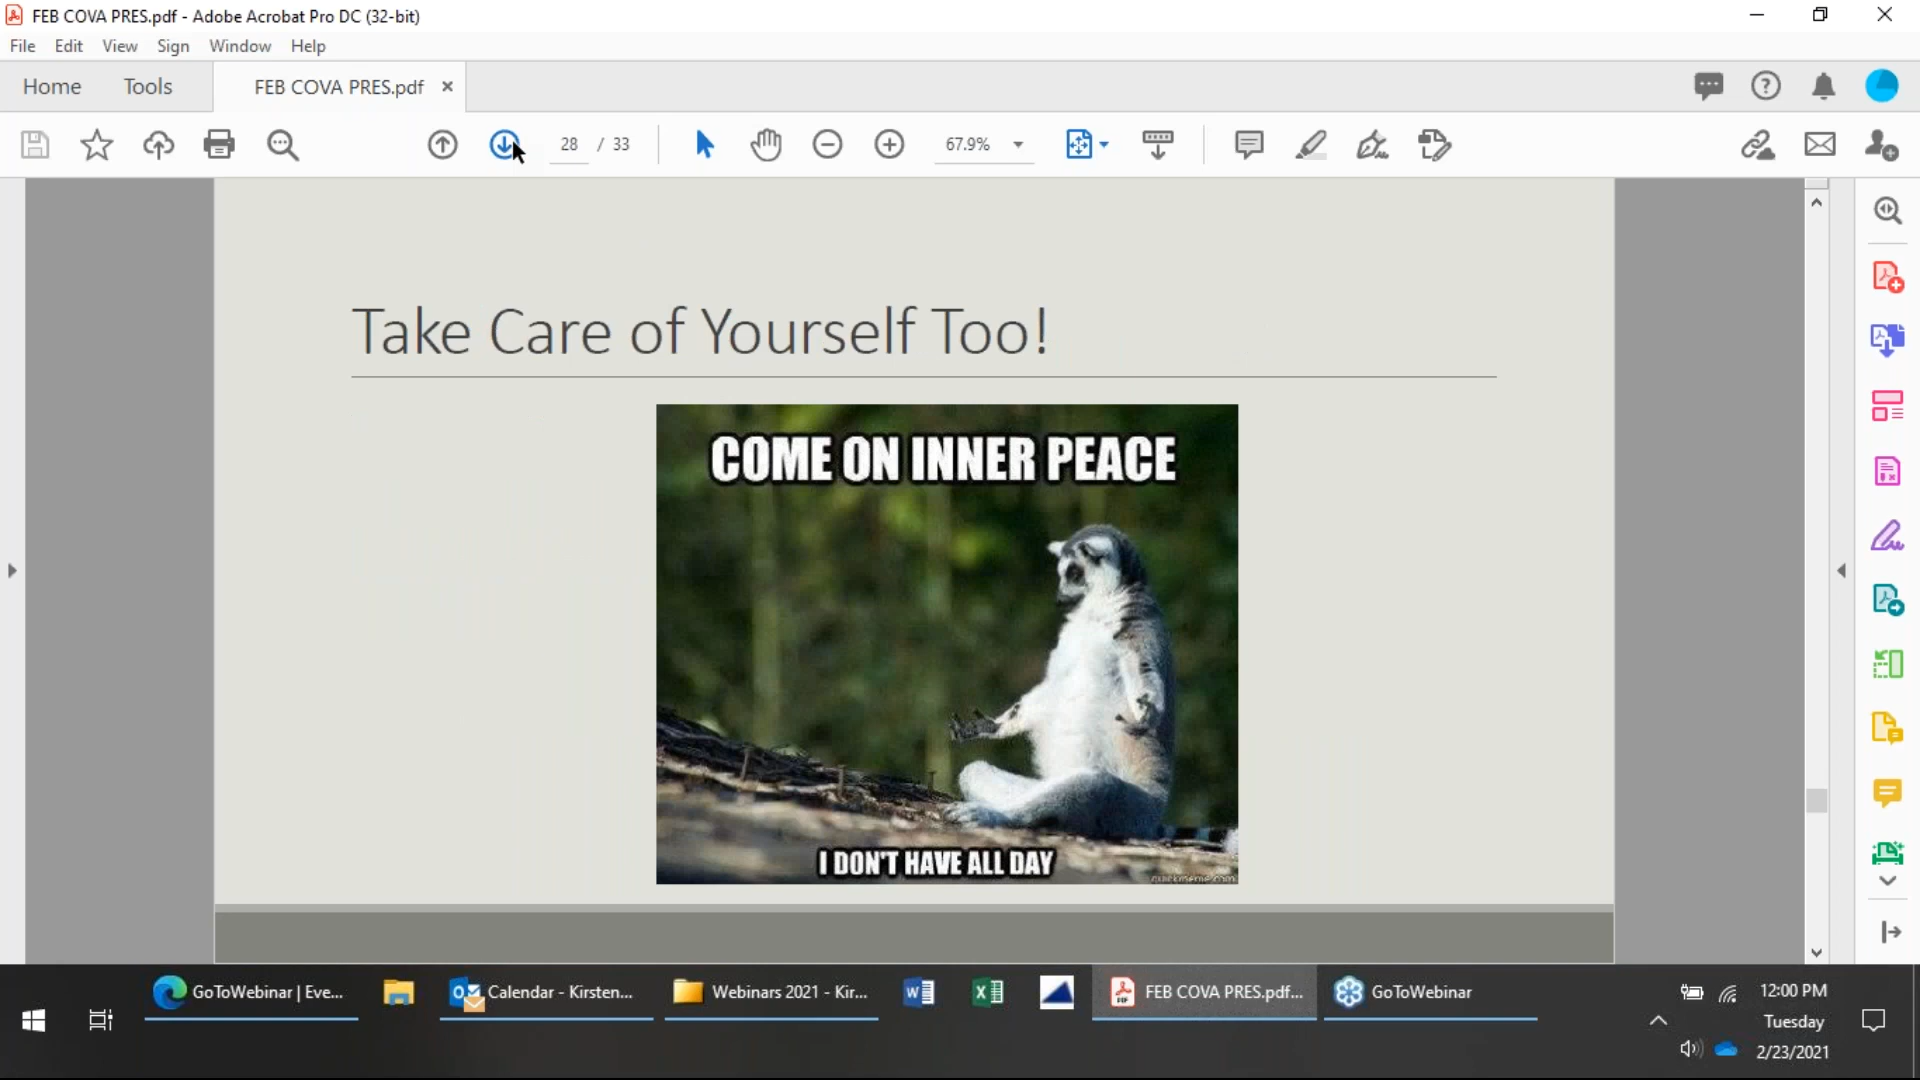 FEB COVA PRES.pdf - Adobe Acrobat Pro DC (32-bit)
File Edit View Sign Window Help
Home Tools FEB COVA PRES.pdf
28 / 33 67.9%
Take Care of Yourself Too!
COME ON INNER PEACE
I DON'T HAVE ALL DAY
quickmeme.com
GoToWebinar | Eve...
Calendar - Kirsten...
Webinars 2021 - Kir...
FEB COVA PRES.pdf...
GoToWebinar
12:00 PM
Tuesday
2/23/2021